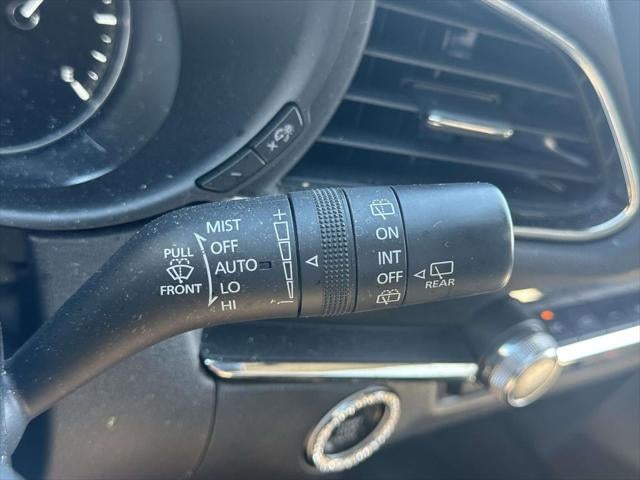 MIST
OFF
AUTO
LO
HI
PULL
FRONT
+
−
ON
INT
OFF
REAR